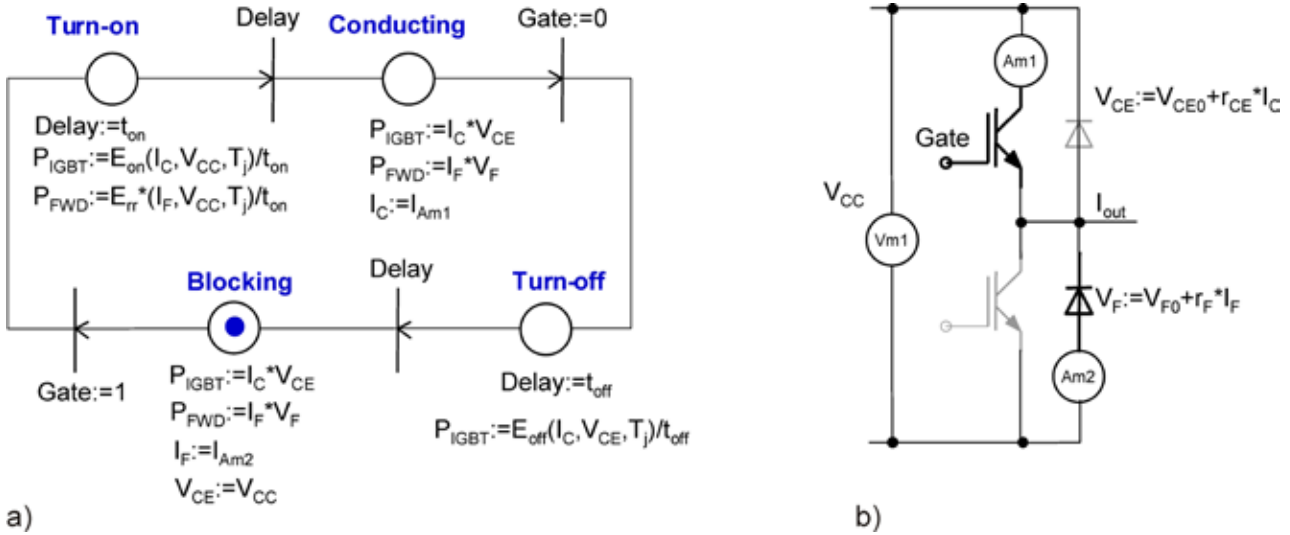 Turn-on
Delay
Conducting
Gate:=0
Delay:=t_on
P_IGBT:=E_on(I_C,V_CC,T_j)/t_on
P_FWD:=E_rr*(I_F,V_CC,T_j)/t_on
P_IGBT:=I_C*V_CE
P_FWD:=I_F*V_F
I_C:=I_Am1
Blocking
Delay
Turn-off
Gate:=1
P_IGBT:=I_C*V_CE
P_FWD:=I_F*V_F
I_F:=I_Am2
V_CE:=V_CC
Delay:=t_off
P_IGBT:=E_off(I_C,V_CE,T_j)/t_off
a)
Am1
V_CE:=V_CE0+r_CE*I_C
Gate
V_CC
I_out
Vm1
V_F:=V_F0+r_F*I_F
Am2
b)